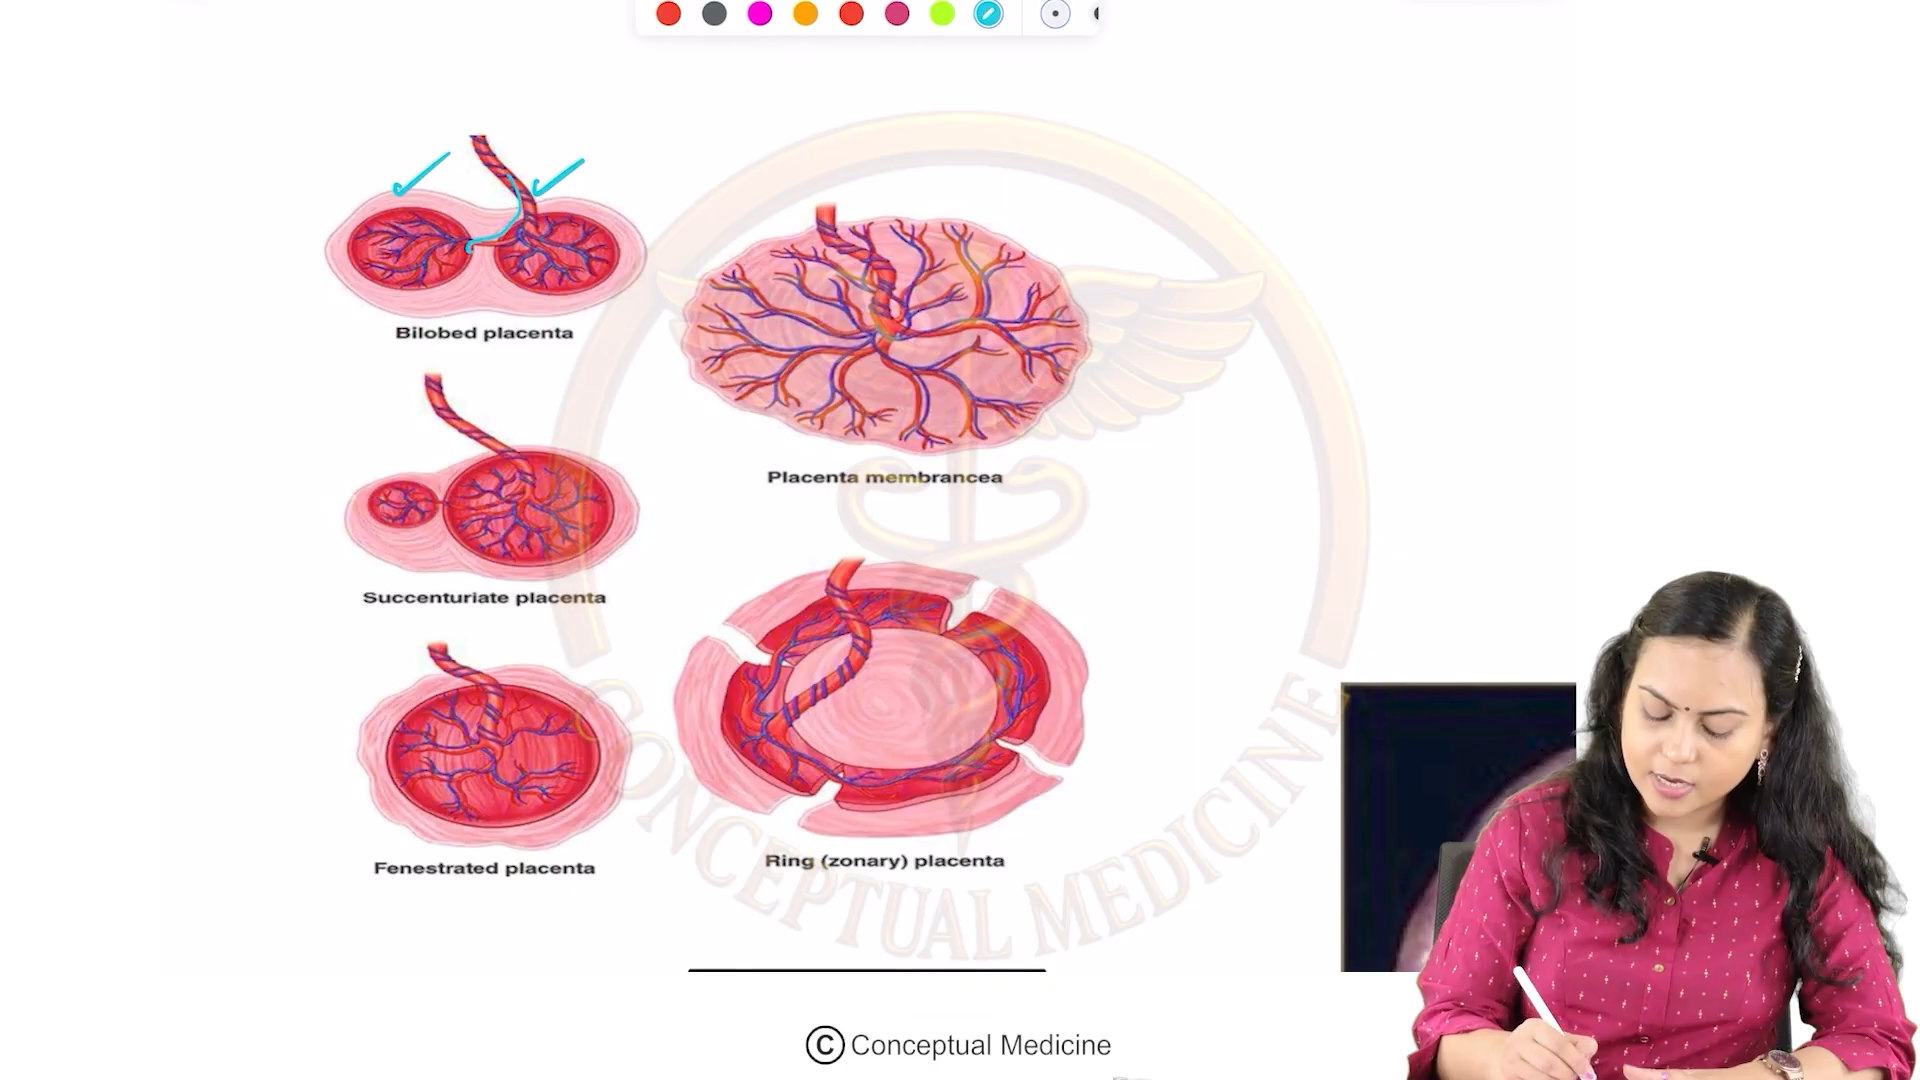 Bilobed placenta
Placenta membrancea
Succenturiate placenta
Ring (zonary) placenta
Fenestrated placenta
CONCEPTUAL MEDICINE
© Conceptual Medicine